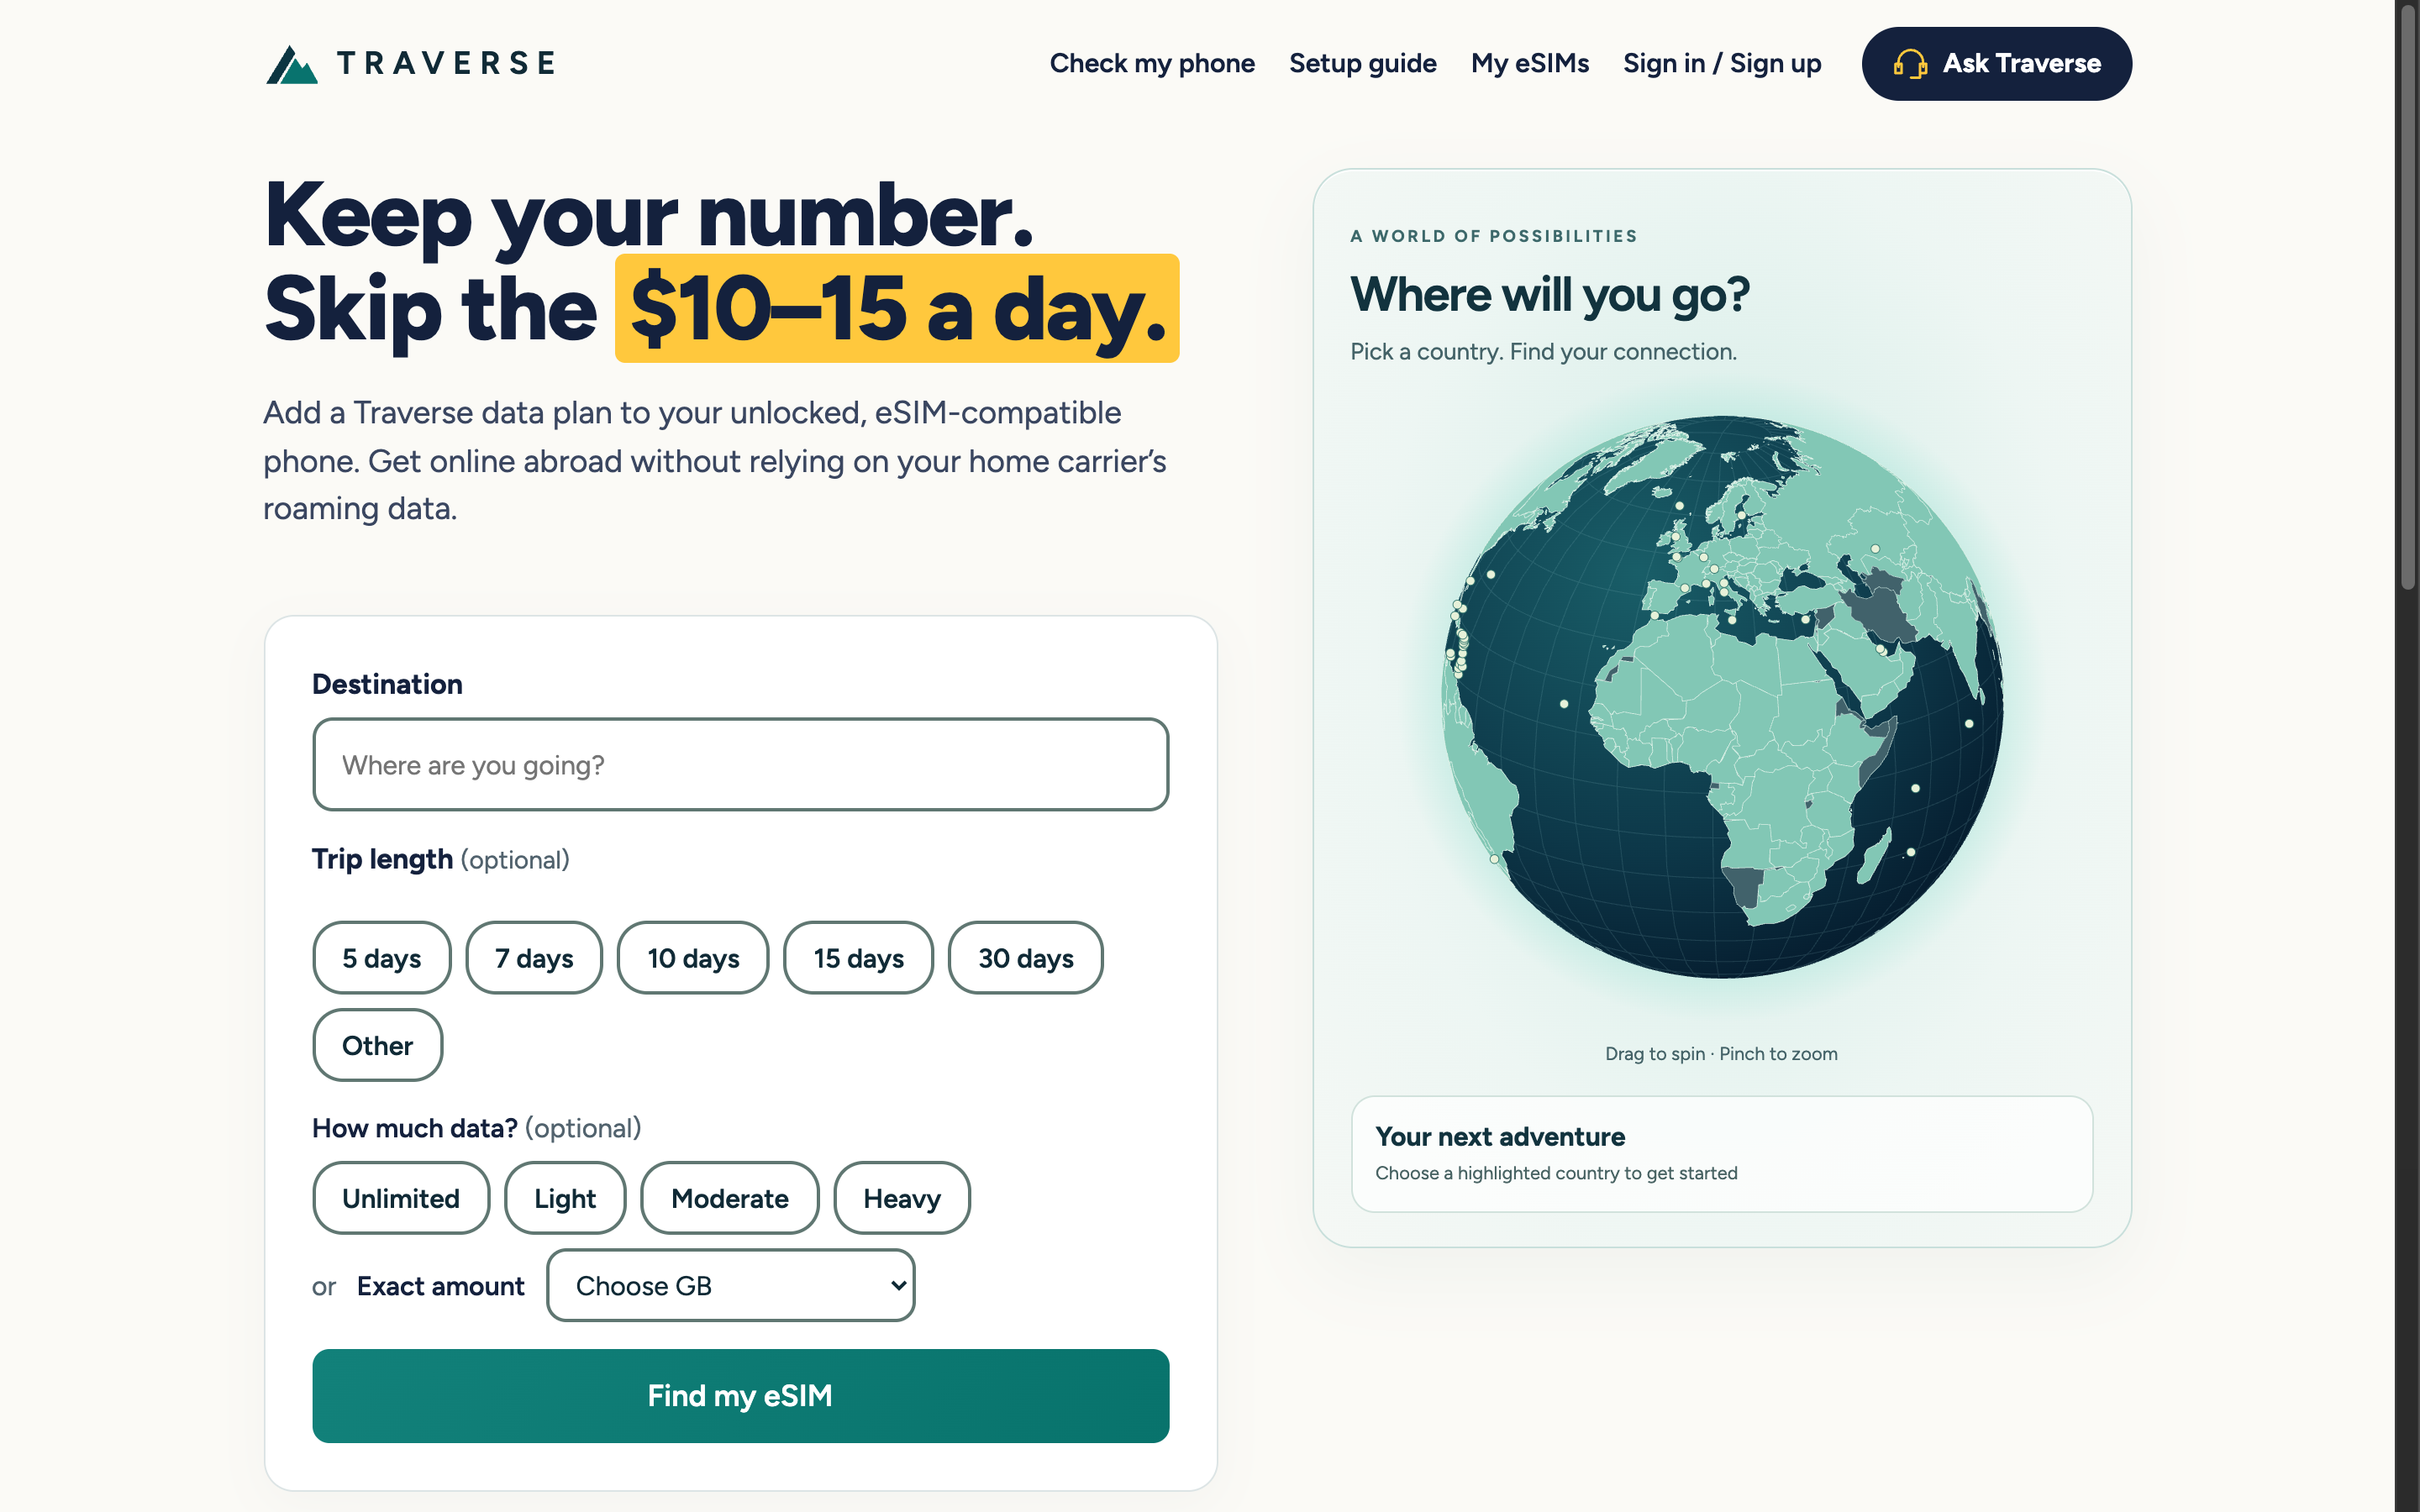 TRAVERSE
Check my phone
Setup guide
My eSIMs
Sign in / Sign up
Ask Traverse
Keep your number.
Skip the $10–15 a day.
Add a Traverse data plan to your unlocked, eSIM-compatible
phone. Get online abroad without relying on your home carrier’s
roaming data.
Destination
Where are you going?
Trip length (optional)
5 days
7 days
10 days
15 days
30 days
Other
How much data? (optional)
Unlimited
Light
Moderate
Heavy
or Exact amount
Choose GB
Find my eSIM
A WORLD OF POSSIBILITIES
Where will you go?
Pick a country. Find your connection.
Drag to spin · Pinch to zoom
Your next adventure
Choose a highlighted country to get started